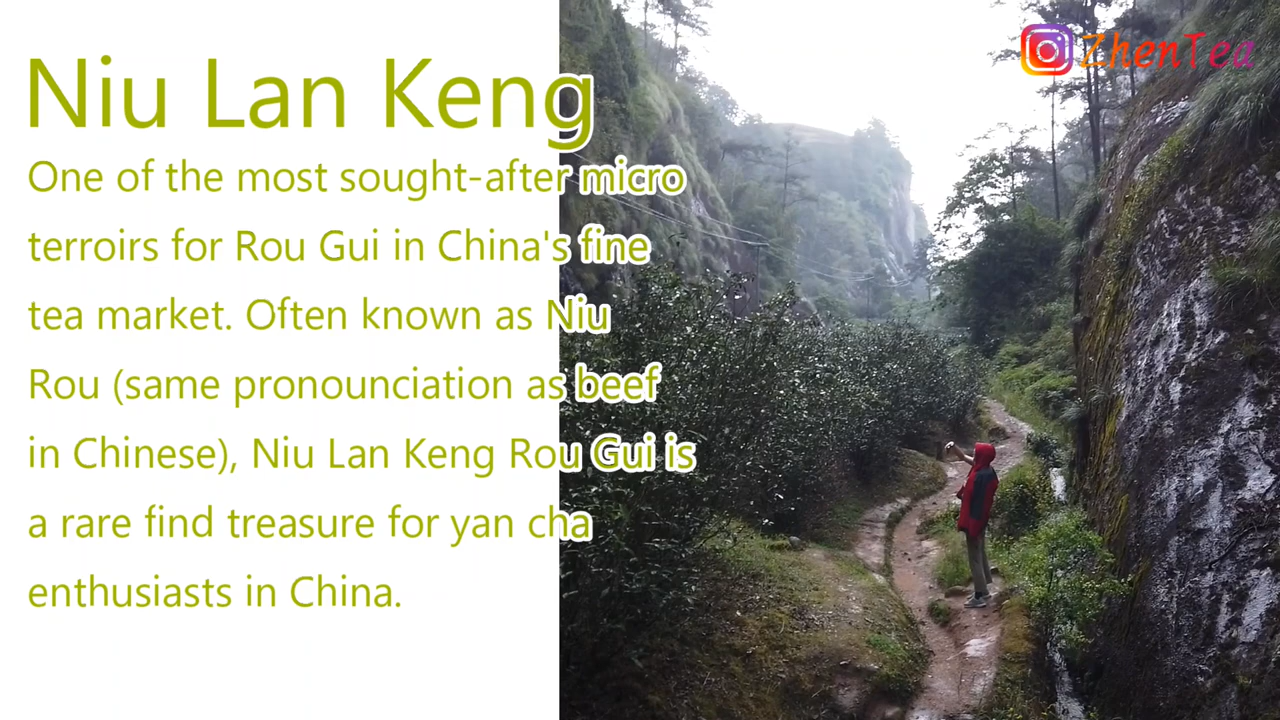 Niu Lan Keng
One of the most sought-after micro
terroirs for Rou Gui in China's fine
tea market. Often known as Niu
Rou (same pronounciation as beef
in Chinese), Niu Lan Keng Rou Gui is
a rare find treasure for yan cha
enthusiasts in China.
ZhenTea